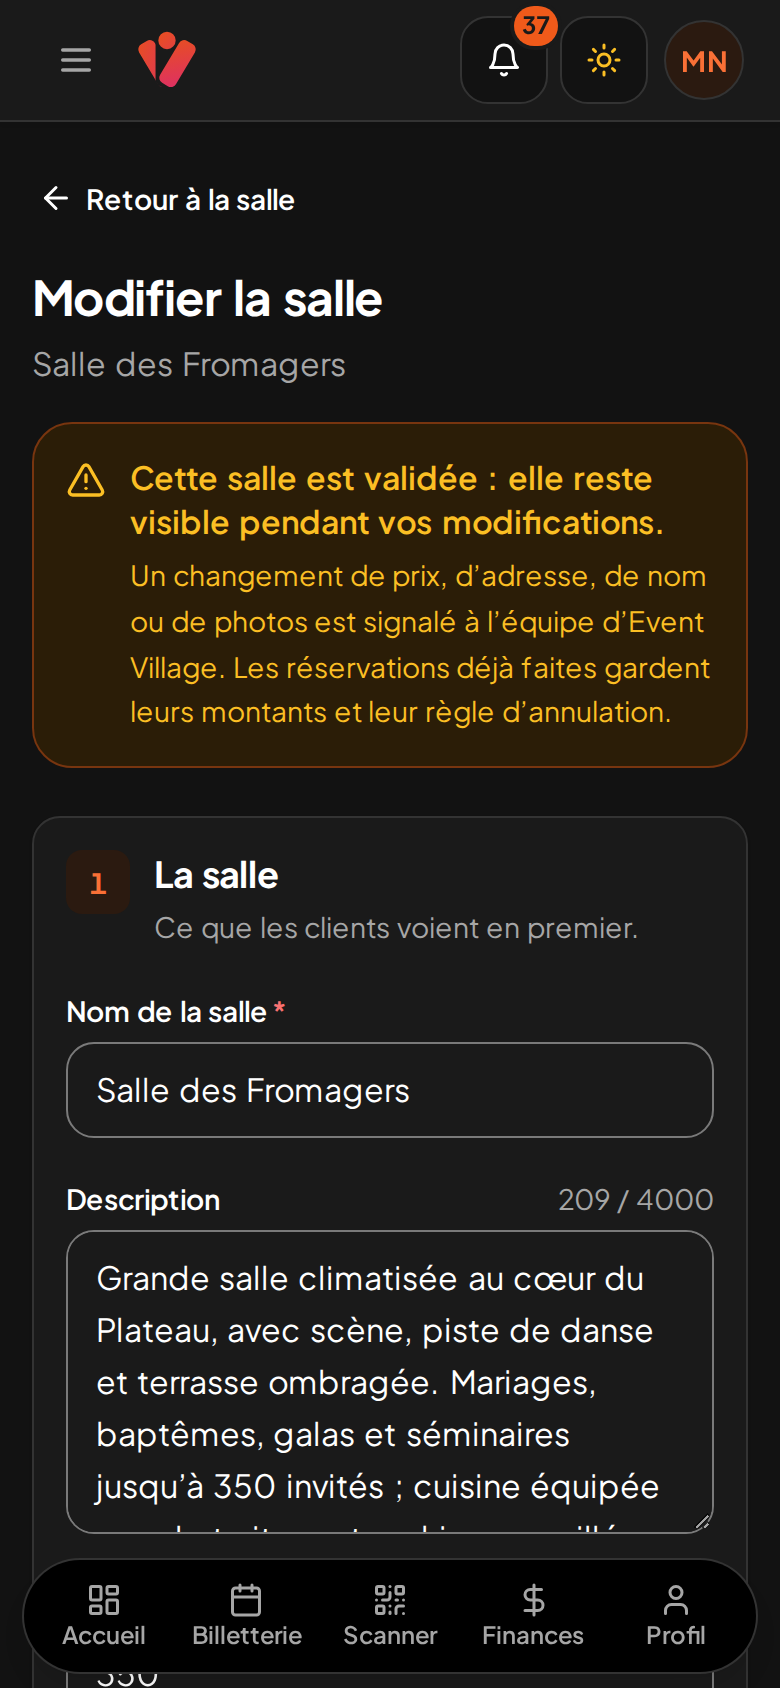 37
MN
Retour à la salle
Modifier la salle
Salle des Fromagers
Cette salle est validée : elle reste
visible pendant vos modifications.
Un changement de prix, d’adresse, de nom
ou de photos est signalé à l’équipe d’Event
Village. Les réservations déjà faites gardent
leurs montants et leur règle d’annulation.
1
La salle
Ce que les clients voient en premier.
Nom de la salle *
Salle des Fromagers
Description
209 / 4000
Grande salle climatisée au cœur du
Plateau, avec scène, piste de danse
et terrasse ombragée. Mariages,
baptêmes, galas et séminaires
jusqu’à 350 invités ; cuisine équipée
Accueil
Billetterie
Scanner
Finances
Profil
350